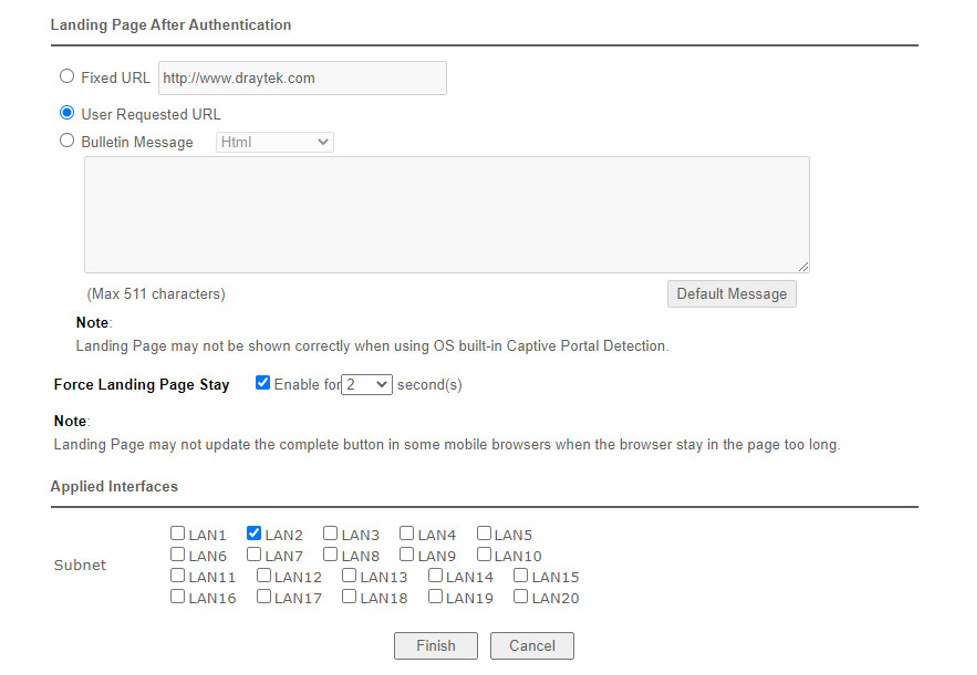 Landing Page After Authentication
Fixed URL http://www.draytek.com
User Requested URL
Bulletin Message Html
(Max 511 characters) Default Message
Note:
Landing Page may not be shown correctly when using OS built-in Captive Portal Detection.
Force Landing Page Stay Enable for 2 second(s)
Note:
Landing Page may not update the complete button in some mobile browsers when the browser stay in the page too long.
Applied Interfaces
Subnet
LAN1 LAN2 LAN3 LAN4 LAN5
LAN6 LAN7 LAN8 LAN9 LAN10
LAN11 LAN12 LAN13 LAN14 LAN15
LAN16 LAN17 LAN18 LAN19 LAN20
Finish Cancel